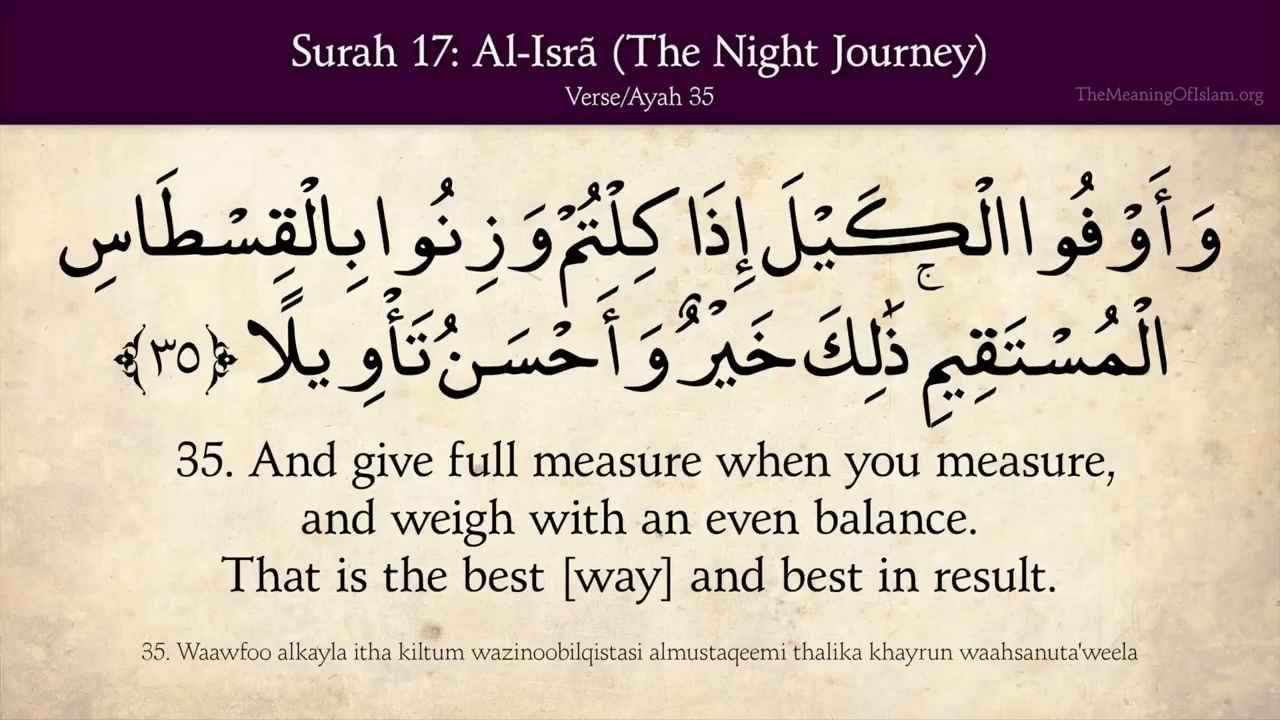 Surah 17: Al-Isrã (The Night Journey)
Verse/Ayah 35
TheMeaningOfIslam.org
وَأَوْفُوا الْكَيْلَ إِذَا كِلْتُمْ وَزِنُوا بِالْقِسْطَاسِ
الْمُسْتَقِيمِ ۚ ذَٰلِكَ خَيْرٌ وَأَحْسَنُ تَأْوِيلًا ﴿٣٥﴾
35. And give full measure when you measure,
and weigh with an even balance.
That is the best [way] and best in result.
35. Waawfoo alkayla itha kiltum wazinoobilqistasi almustaqeemi thalika khayrun waahsanuta'weela